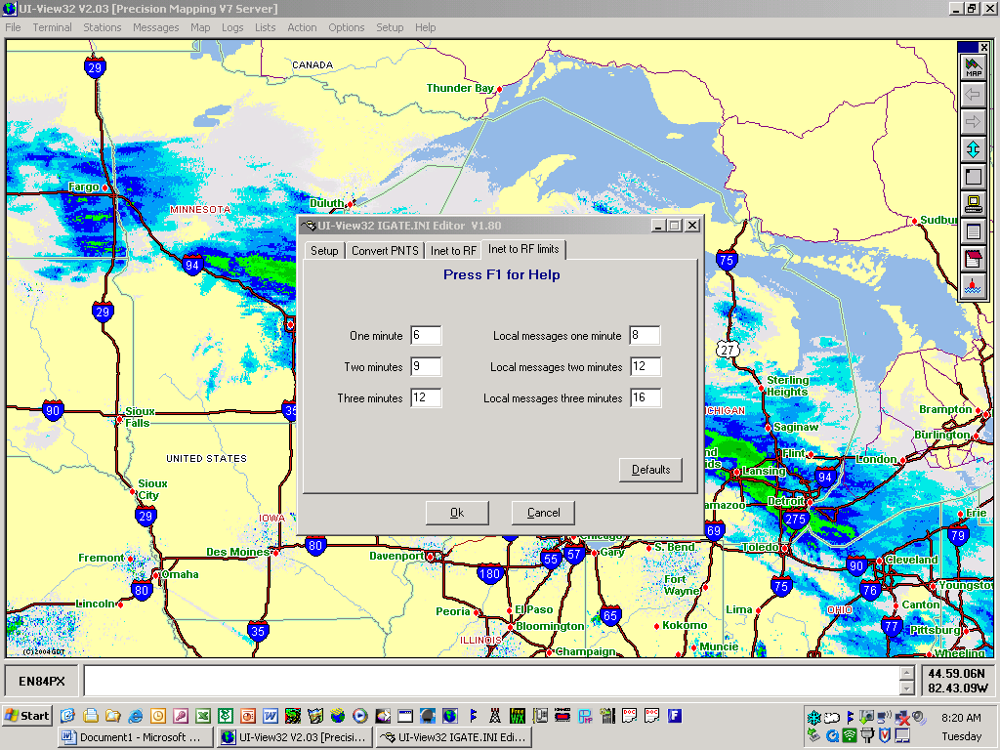 UI-View32 V2.03 [Precision Mapping V7 Server]
File Terminal Stations Messages Map Logs Lists Action Options Setup Help
CANADA
29
Thunder Bay
MAP
Fargo
MINNESOTA
Duluth
Sudbur
UI-View32 IGATE.INI Editor V1.80
Setup Convert PNTS Inet to RF Inet to RF limits
Press F1 for Help
94
75
29
One minute 6 Local messages one minute 8
27
Two minutes 9 Local messages two minutes 12
Sterling
Heights
Three minutes 12 Local messages three minutes 16
90
Sioux
Falls
35
CHIGAN
Brampton
Saginaw
Burlington
UNITED STATES
nd
ds
Flint
London
Defaults
Lansing
94
Sioux
City
Detroit
amazoo
29
IOWA
Ok Cancel
275
Erie
69
79
80
Chicago
Des Moines
Davenport
55
57
Gary
S. Bend
Toledo
Fremont
Cleveland
90
Omaha
180
Fort
Wayne
80
75
76
Youngstow
Lincoln
Peoria
El Paso
65
Lima
OHIO
Canton
35
Bloomington
Kokomo
77
Pittsburg
ILLINOIS
Champaign
Muncie
Wheeling
(C)2004 GDT
EN84PX
44.59.06N
82.43.09W
Start
8:20 AM
Document1 - Microsoft ... UI-View32 V2.03 [Precisi... UI-View32 IGATE.INI Edi...
Tuesday